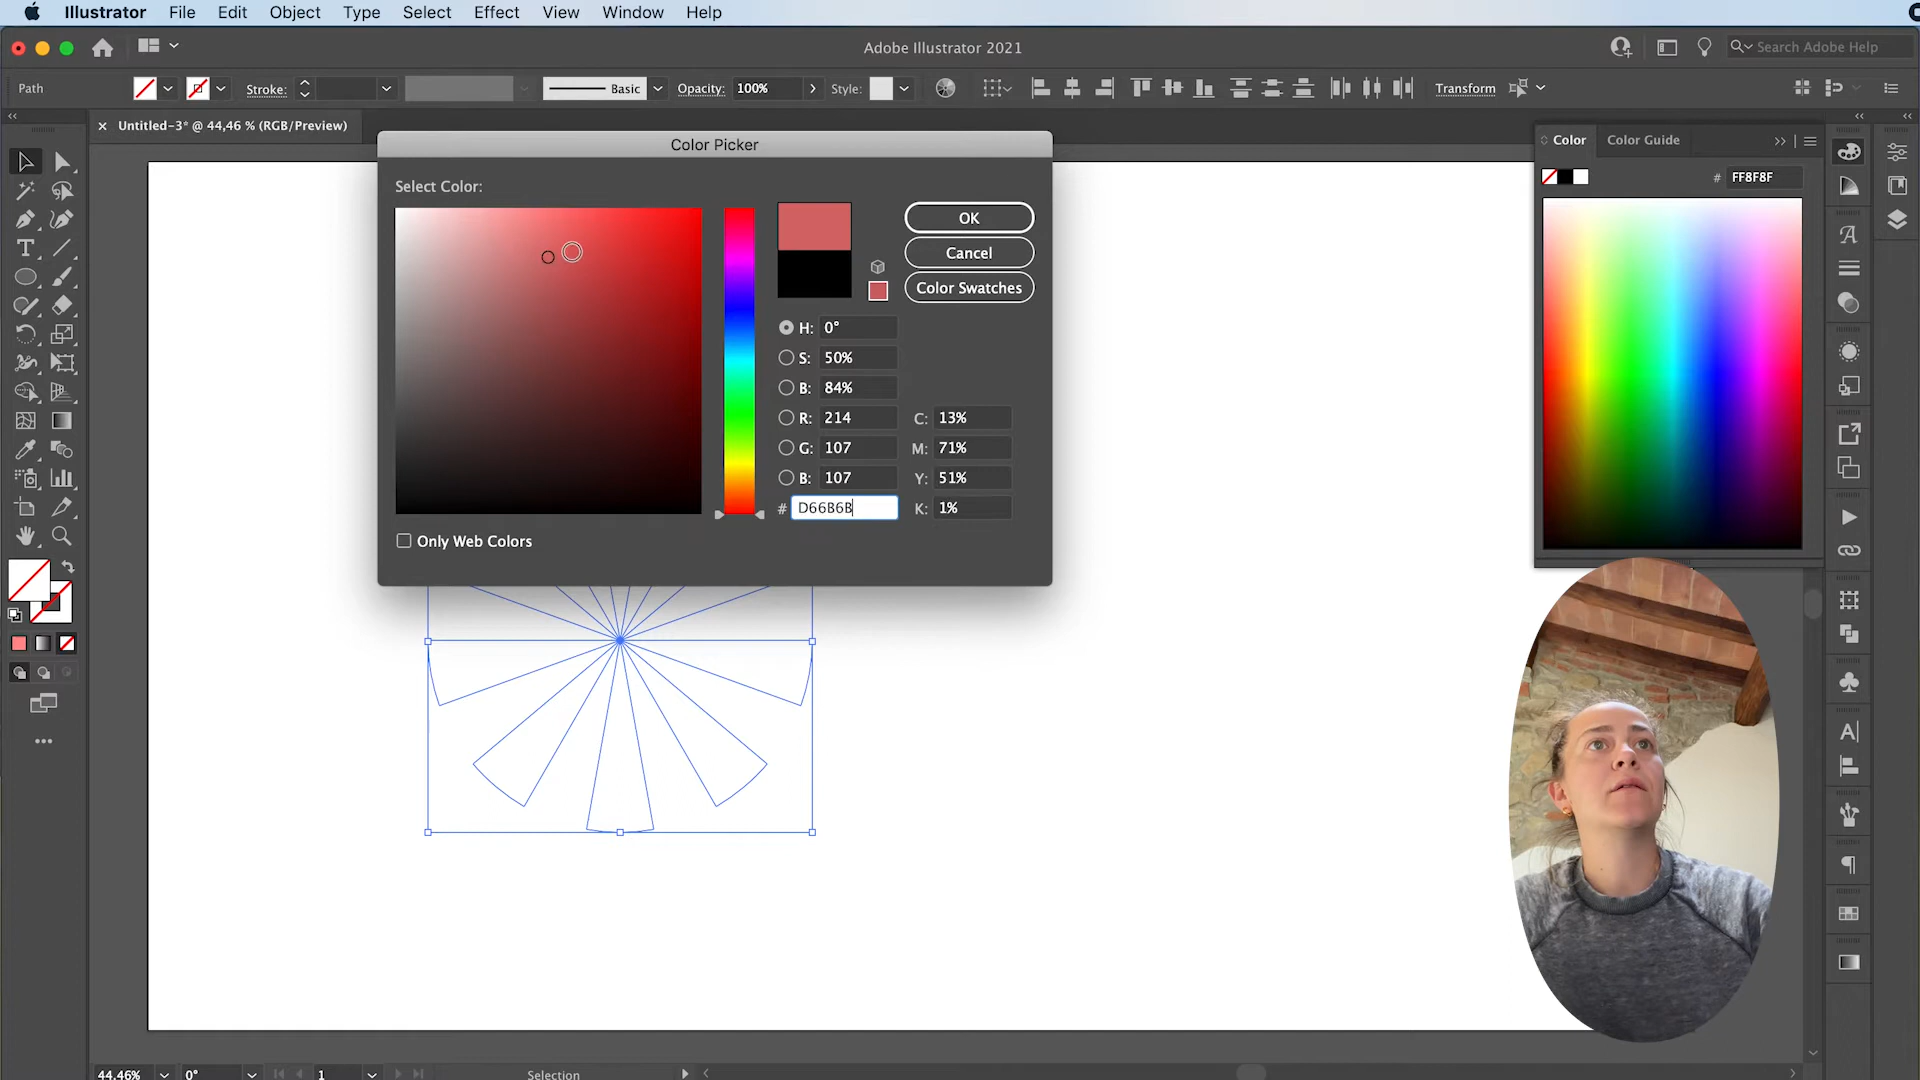 Illustrator File Edit Object Type Select Effect View Window Help
Adobe Illustrator 2021
Search Adobe Help
Path
Stroke:
Basic
Opacity: 100%
Style:
Transform
Untitled-3* @ 44,46 % (RGB/Preview)
Color Picker
Select Color:
OK
Cancel
Color Swatches
H: 0°
S: 50%
B: 84%
R: 214
G: 107
B: 107
# D66B6B
C: 13%
M: 71%
Y: 51%
K: 1%
Only Web Colors
Color
Color Guide
# FF8F8F
44,46%
0°
1
Selection